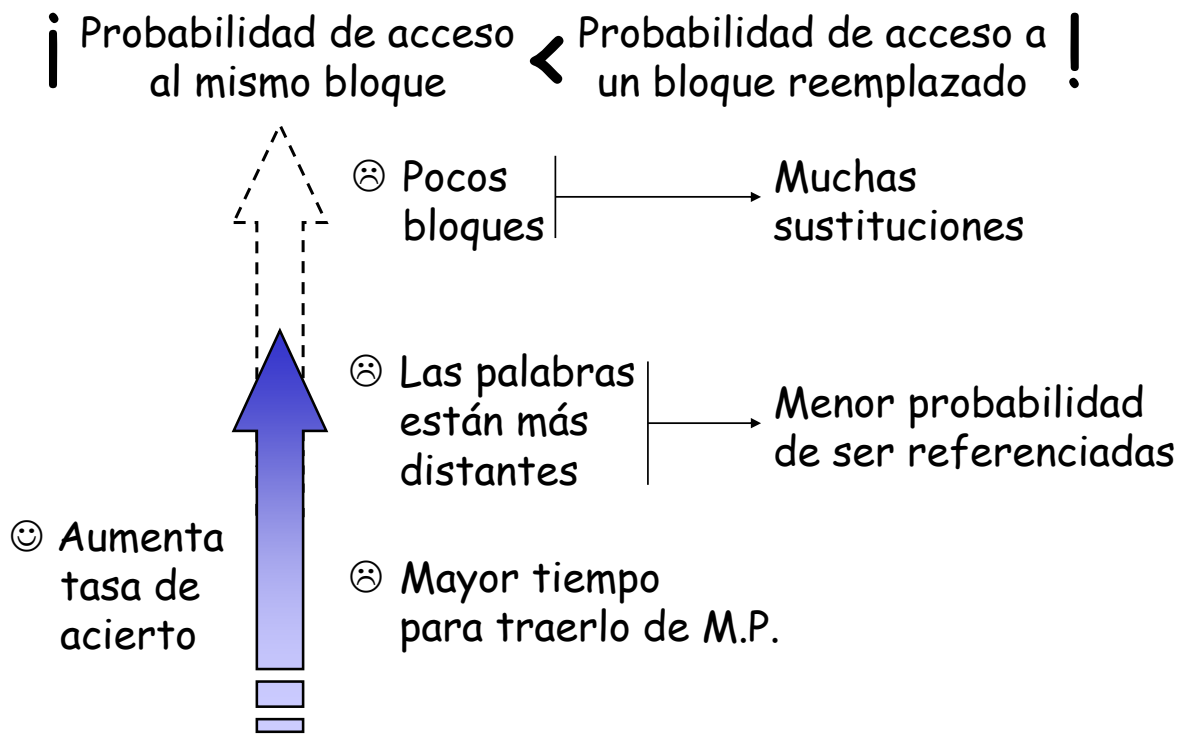 ¡ Probabilidad de acceso al mismo bloque < Probabilidad de acceso a un bloque reemplazado !
☹ Pocos
bloques
Muchas
sustituciones
☹ Las palabras
están más
distantes
Menor probabilidad
de ser referenciadas
☺ Aumenta
tasa de
acierto
☹ Mayor tiempo
para traerlo de M.P.